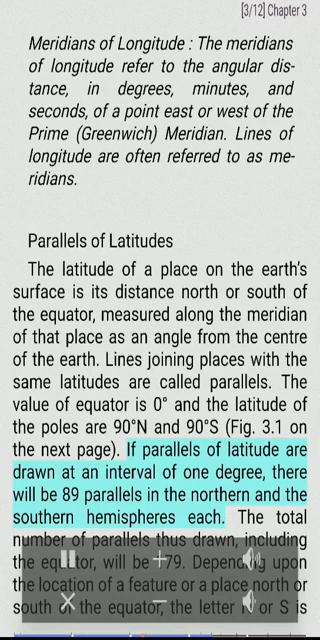 [3/12] Chapter 3
Meridians of Longitude : The meridians
of longitude refer to the angular dis-
tance, in degrees, minutes, and
seconds, of a point east or west of the
Prime (Greenwich) Meridian. Lines of
longitude are often referred to as me-
ridians.
Parallels of Latitudes
The latitude of a place on the earth's
surface is its distance north or south of
the equator, measured along the meridian
of that place as an angle from the centre
of the earth. Lines joining places with the
same latitudes are called parallels. The
value of equator is 0° and the latitude of
the poles are 90°N and 90°S (Fig. 3.1 on
the next page). If parallels of latitude are
drawn at an interval of one degree, there
will be 89 parallels in the northern and the
southern hemispheres each. The total
number of parallels thus drawn, including
the equator, will be 179. Depending upon
the location of a feature or a place north or
south of the equator, the letter N or S is